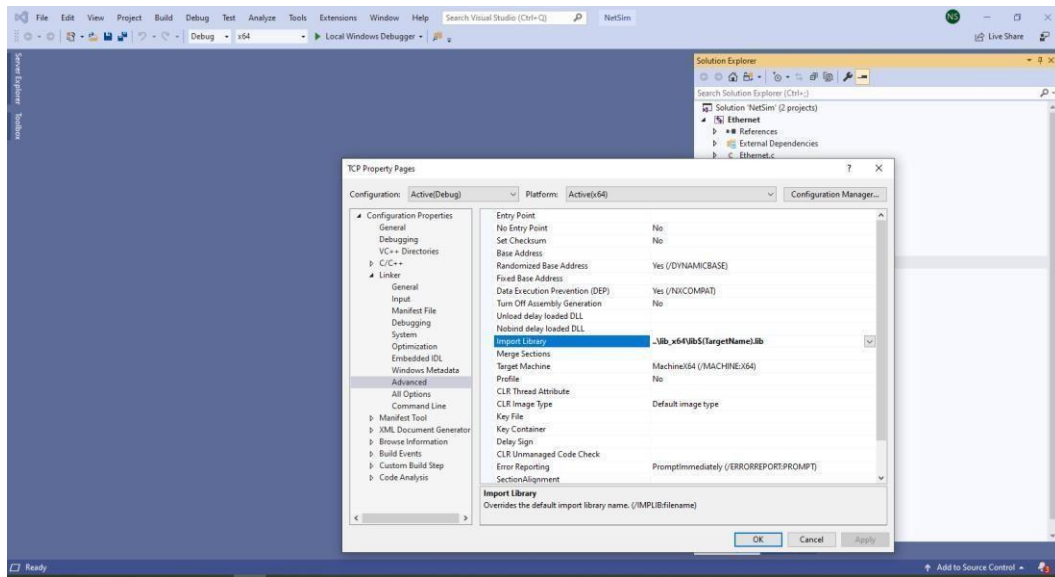 File Edit View Project Build Debug Test Analyze Tools Extensions Window Help Search Visual Studio (Ctrl+Q) NetSim NS
Debug x64 Local Windows Debugger Live Share
Server Explorer
Toolbox
Solution Explorer
Search Solution Explorer (Ctrl+;)
Solution 'NetSim' (2 projects)
Ethernet
References
External Dependencies
Ethernet.c
TCP Property Pages
Configuration: Active(Debug) Platform: Active(x64) Configuration Manager...
Configuration Properties
General
Debugging
VC++ Directories
C/C++
Linker
General
Input
Manifest File
Debugging
System
Optimization
Embedded IDL
Windows Metadata
Advanced
All Options
Command Line
Manifest Tool
XML Document Generator
Browse Information
Build Events
Custom Build Step
Code Analysis
Entry Point
No Entry Point No
Set Checksum No
Base Address
Randomized Base Address Yes (/DYNAMICBASE)
Fixed Base Address
Data Execution Prevention (DEP) Yes (/NXCOMPAT)
Turn Off Assembly Generation No
Unload delay loaded DLL
Nobind delay loaded DLL
Import Library ..\lib_x64\lib$(TargetName).lib
Merge Sections
Target Machine MachineX64 (/MACHINE:X64)
Profile No
CLR Thread Attribute
CLR Image Type Default image type
Key File
Key Container
Delay Sign
CLR Unmanaged Code Check
Error Reporting PromptImmediately (/ERRORREPORT:PROMPT)
SectionAlignment
Import Library
Overrides the default import library name. (/IMPLIB:filename)
OK Cancel Apply
Ready Add to Source Control